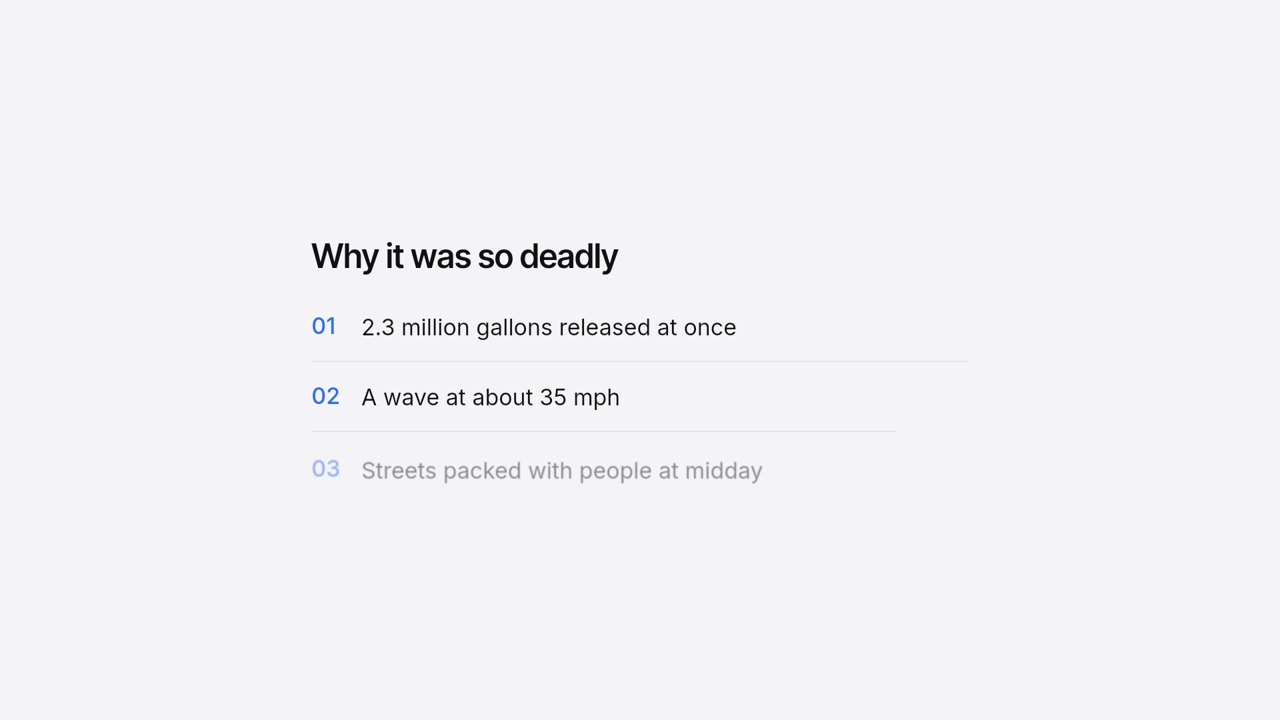 Why it was so deadly
01 2.3 million gallons released at once
02 A wave at about 35 mph
03 Streets packed with people at midday